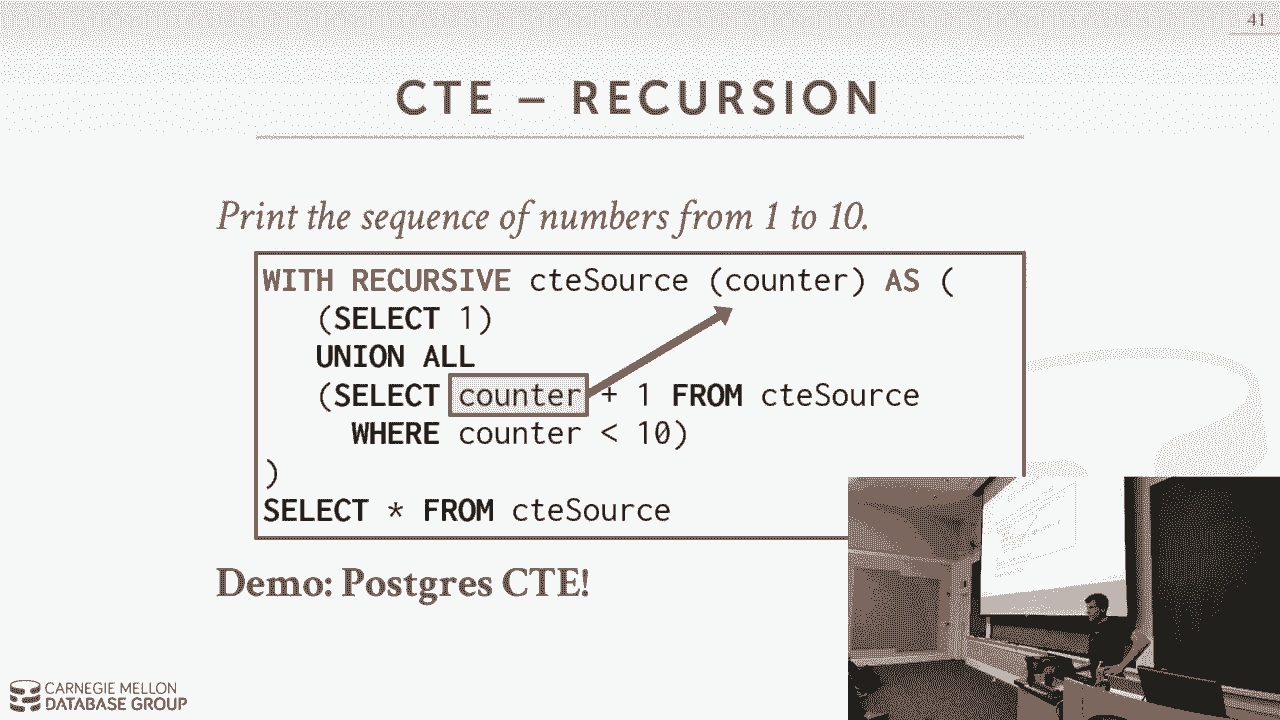 41
CTE – RECURSION
Print the sequence of numbers from 1 to 10.
WITH RECURSIVE cteSource (counter) AS (
(SELECT 1)
UNION ALL
(SELECT counter + 1 FROM cteSource
WHERE counter < 10)
)
SELECT * FROM cteSource
Demo: Postgres CTE!
CARNEGIE MELLON
DATABASE GROUP